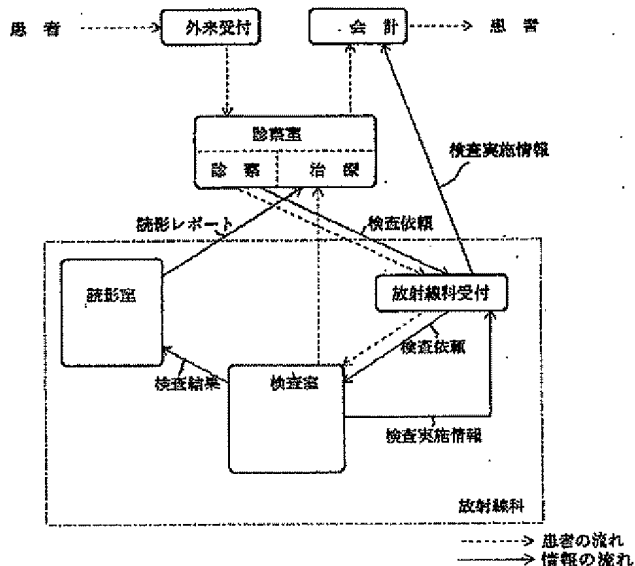 患者
外来受付
会計
患者
診察室
診察
治療
検査実施情報
読影レポート
検査依頼
読影室
放射線科受付
検査依頼
検査結果
検査室
検査実施情報
放射線科
患者の流れ
情報の流れ